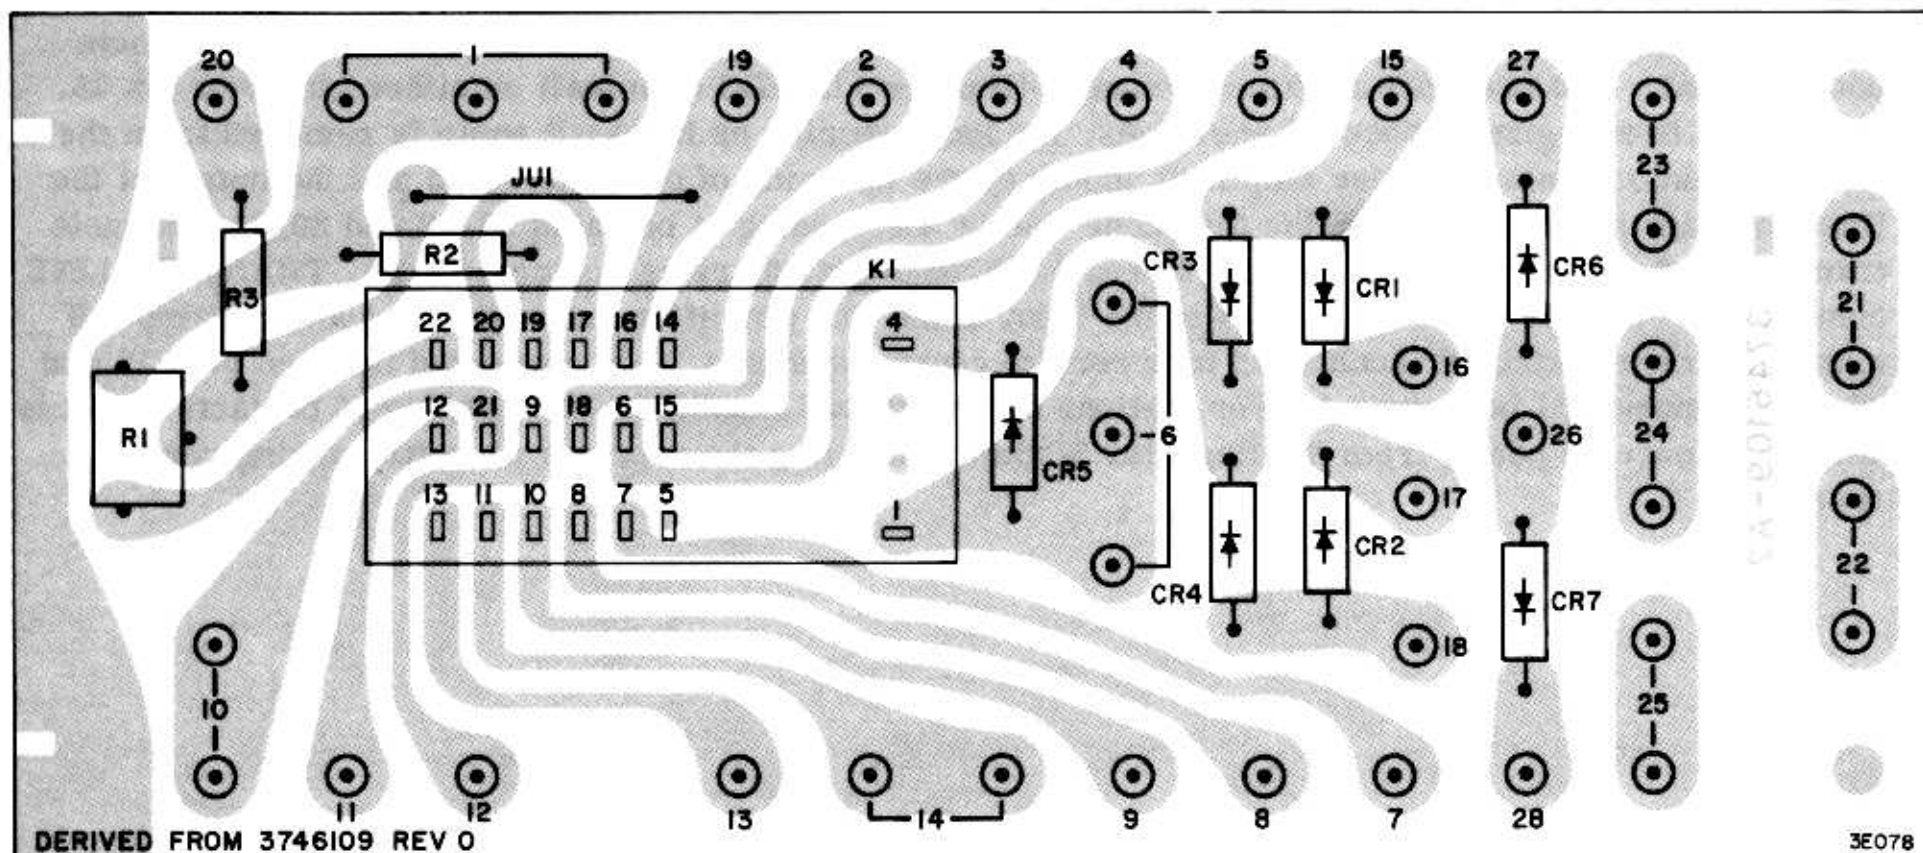 20 1 19 2 3 4 5 15 27
23
JU1
R2
K1
CR3 CR1 CR6
R3
21
22 20 19 17 16 14 4
16
12 21 9 18 6 15
R1
6
26 24
CR5
13 11 10 8 7 5 1
17
CR2
22
CR4 CR7
18
10
25
11 12 13 14 9 8 7 28
3746109-A2
DERIVED FROM 3746109 REV 0
3E078